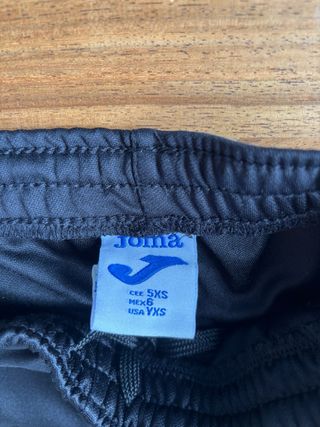 Joma
CEE 5XS
MEX 6
USA YXS